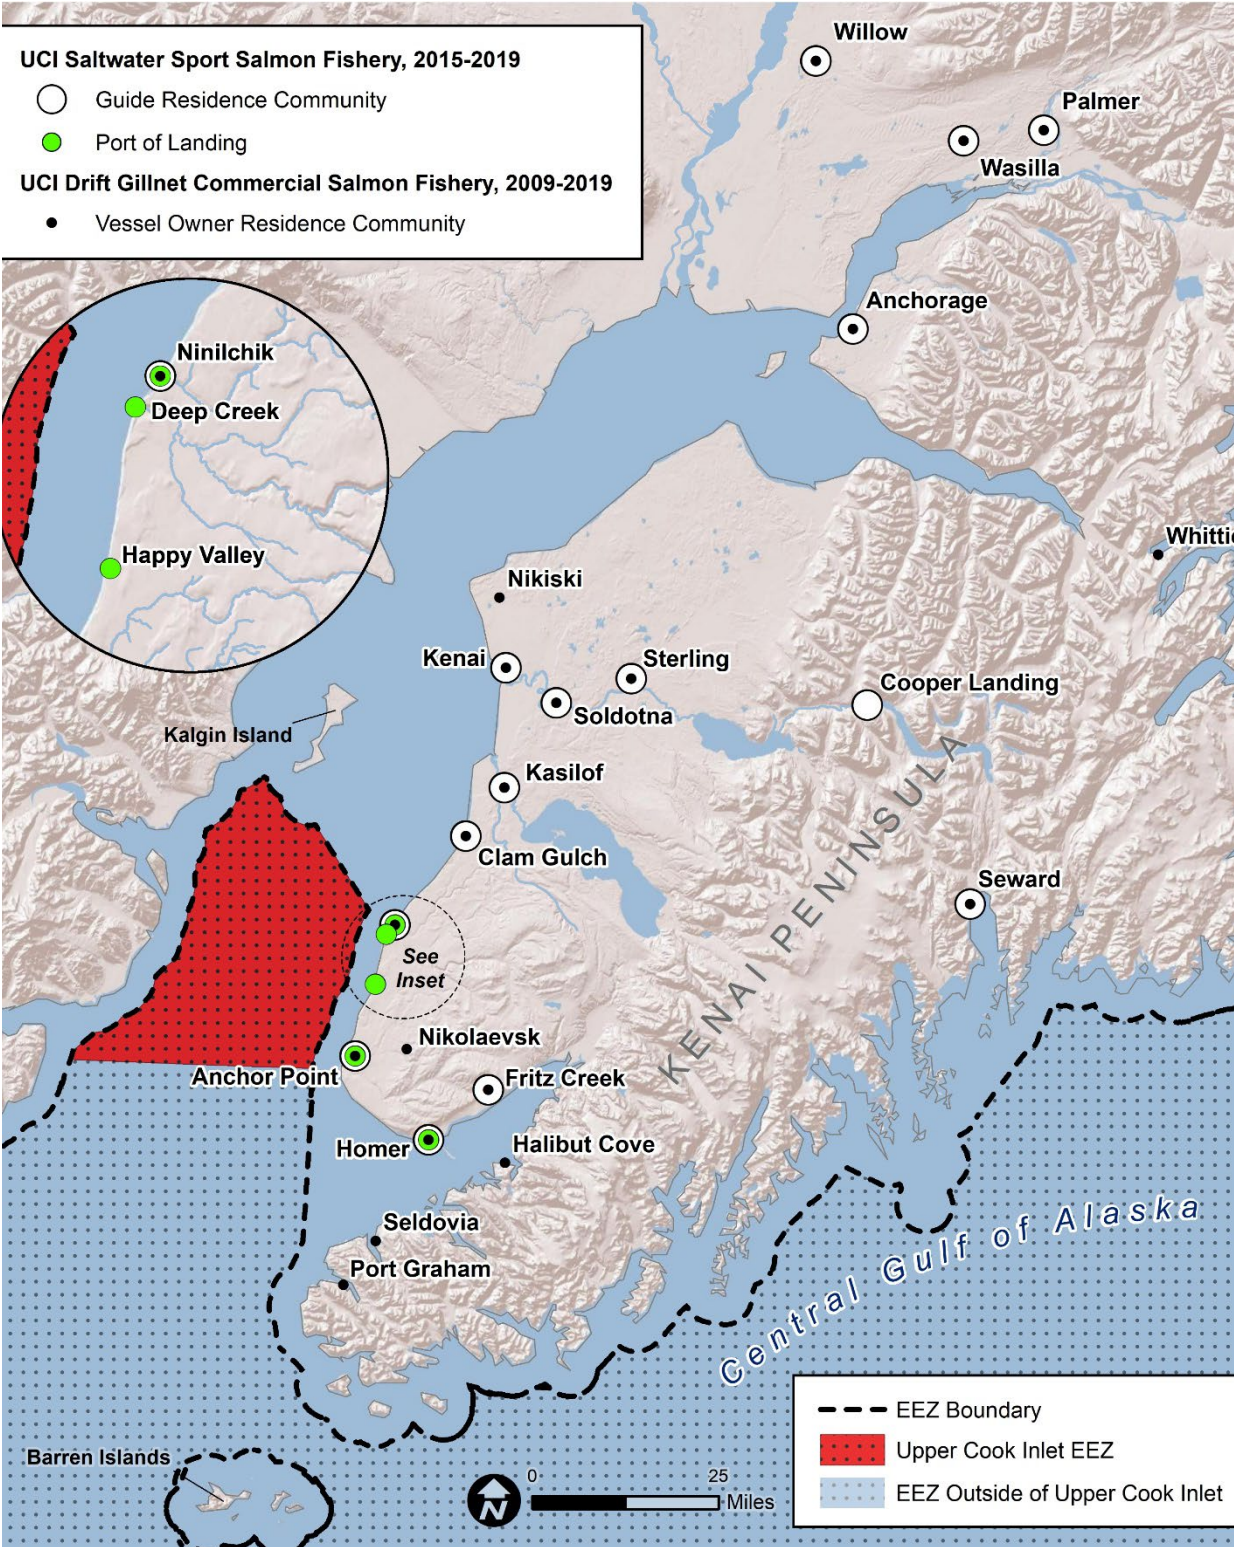 UCI Saltwater Sport Salmon Fishery, 2015-2019
Guide Residence Community
Port of Landing
UCI Drift Gillnet Commercial Salmon Fishery, 2009-2019
Vessel Owner Residence Community
Willow
Palmer
Wasilla
Anchorage
Ninilchik
Deep Creek
Happy Valley
Whittie
Nikiski
Kenai
Sterling
Soldotna
Cooper Landing
Kalgin Island
Kasilof
Clam Gulch
KENAI PENINSULA
Seward
See
Inset
Nikolaevsk
Anchor Point
Fritz Creek
Homer
Halibut Cove
Seldovia
Port Graham
Central Gulf of Alaska
Barren Islands
N
0 25
Miles
EEZ Boundary
Upper Cook Inlet EEZ
EEZ Outside of Upper Cook Inlet